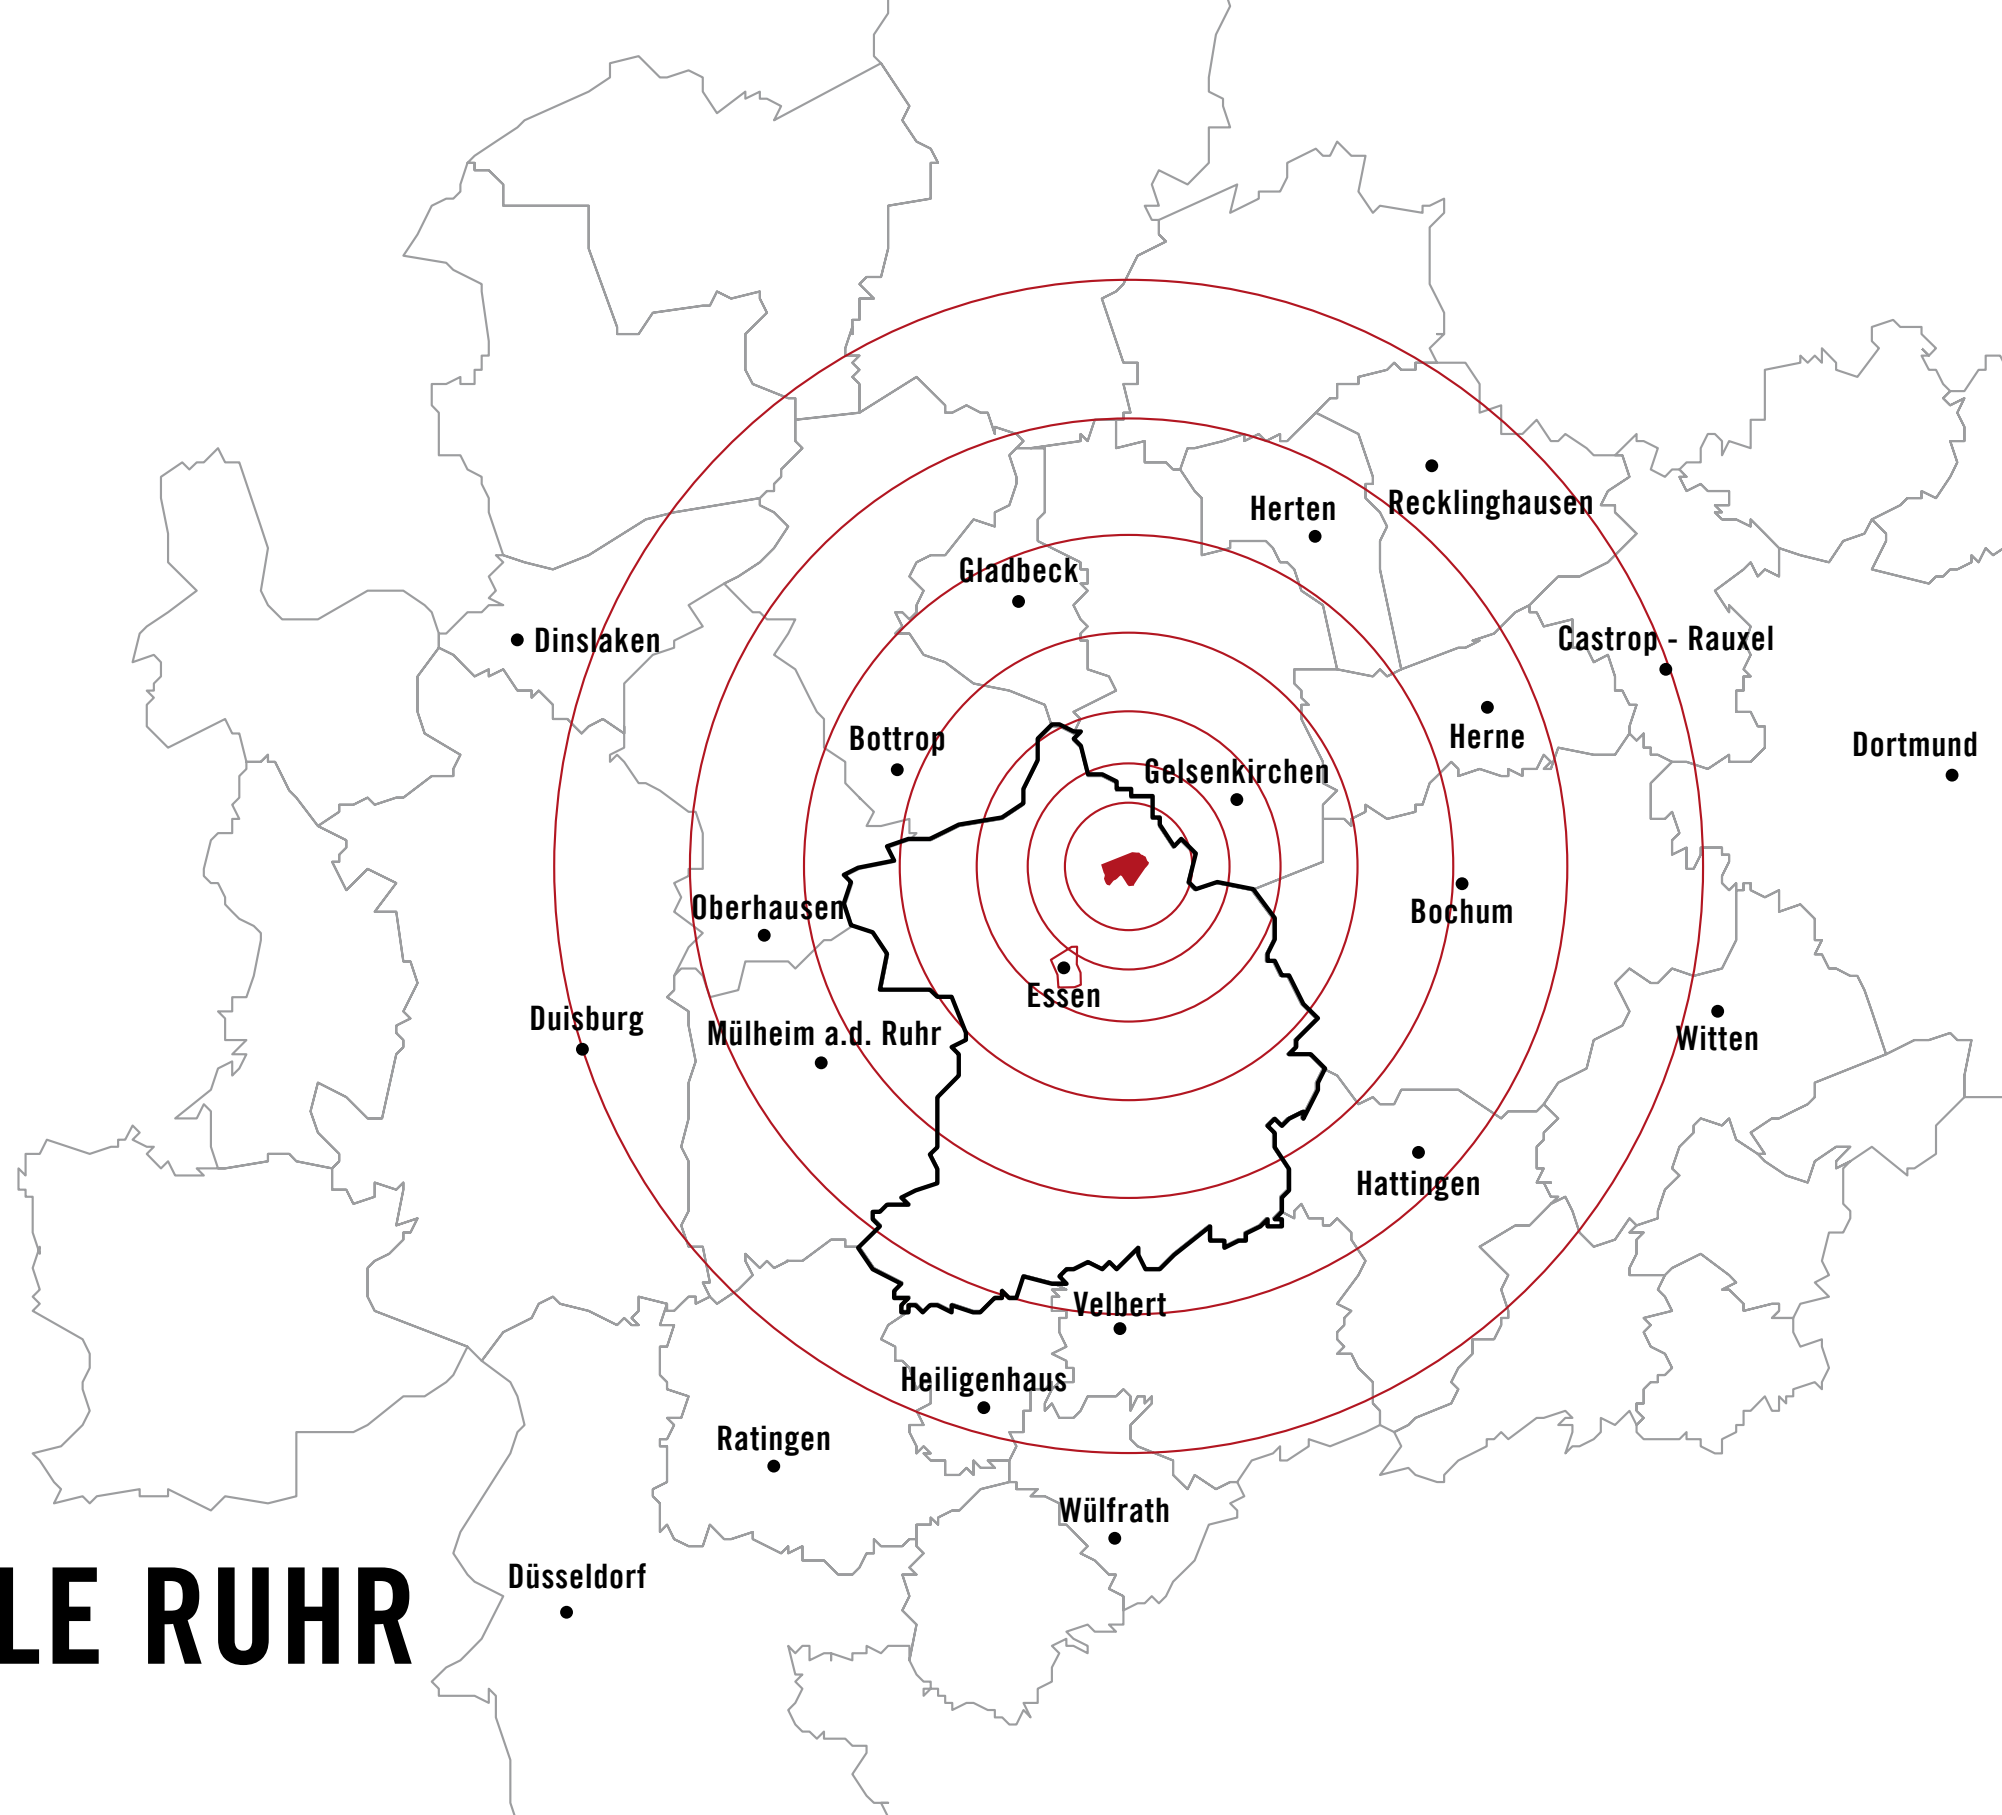 Recklinghausen
Herten
Gladbeck
Dinslaken
Castrop - Rauxel
Herne
Bottrop
Dortmund
Gelsenkirchen
Oberhausen
Bochum
Essen
Duisburg
Mülheim a.d. Ruhr
Witten
Hattingen
Velbert
Heiligenhaus
Ratingen
Wülfrath
Düsseldorf
LE RUHR